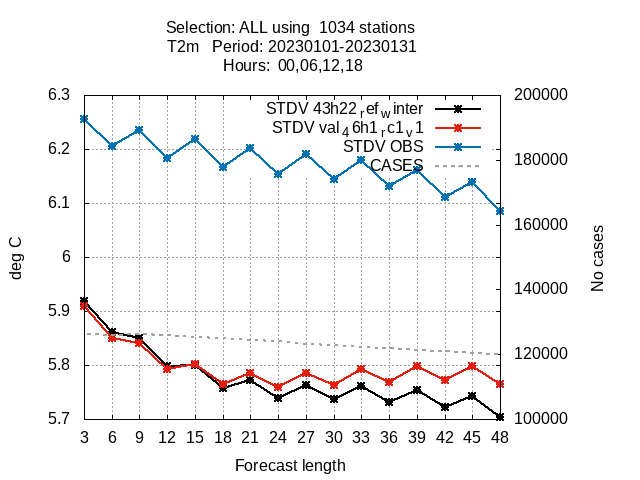 Selection: ALL using  1034 stations
T2m   Period: 20230101-20230131
Hours:  00,06,12,18
6.3
6.2
6.1
6
5.9
5.8
5.7
deg C
STDV 43h22refwinter
STDV val46h1rc1v1
STDV OBS
CASES
200000
180000
160000
140000
120000
100000
No cases
3 6 9 12 15 18 21 24 27 30 33 36 39 42 45 48
Forecast length